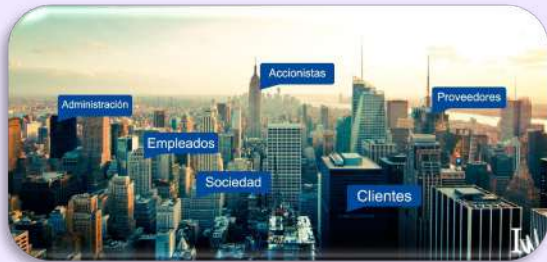 Accionistas
Administración
Proveedores
Empleados
Sociedad
Clientes